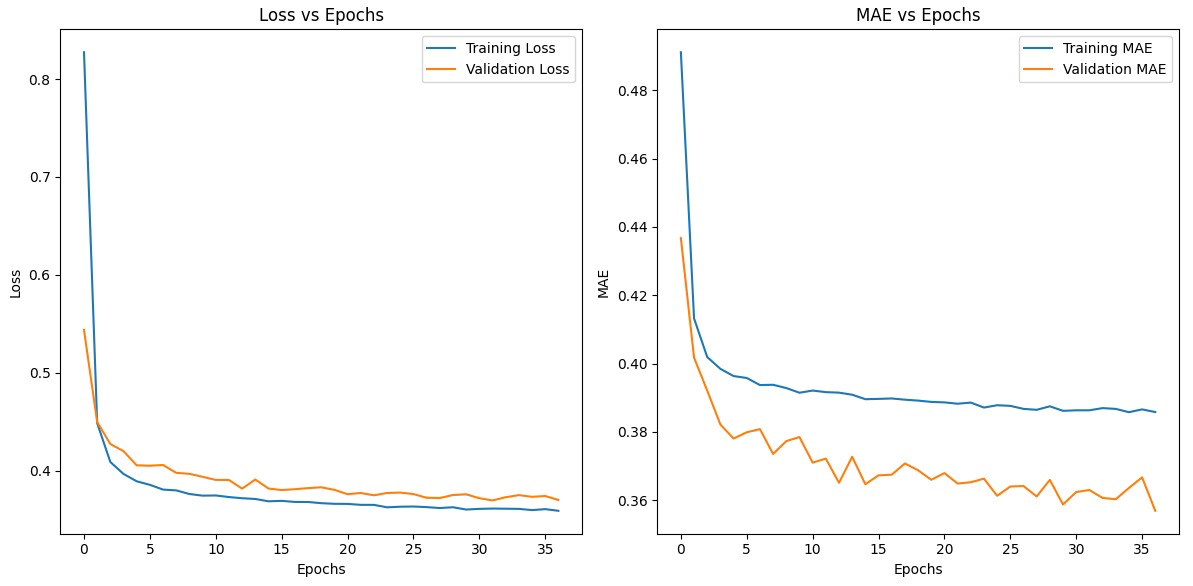 Loss vs Epochs
Training Loss
Validation Loss
0.8
0.7
0.6
0.5
0.4
Loss
0 5 10 15 20 25 30 35
Epochs
MAE vs Epochs
Training MAE
Validation MAE
0.48
0.46
0.44
0.42
0.40
0.38
0.36
MAE
0 5 10 15 20 25 30 35
Epochs